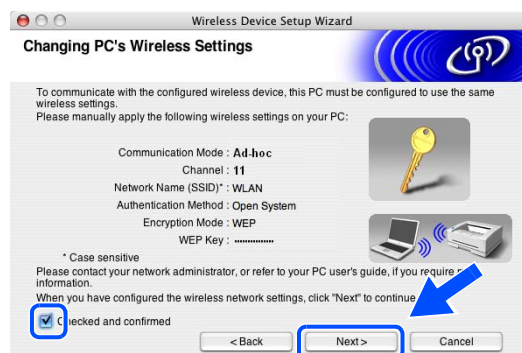 Wireless Device Setup Wizard
Changing PC's Wireless Settings
To communicate with the configured wireless device, this PC must be configured to use the same
wireless settings.
Please manually apply the following wireless settings on your PC:
Communication Mode : Ad-hoc
Channel : 11
Network Name (SSID)* : WLAN
Authentication Method : Open System
Encryption Mode : WEP
WEP Key : •••••••••••••
* Case sensitive
Please contact your network administrator, or refer to your PC user's guide, if you require
information.
When you have configured the wireless network settings, click "Next" to continue
Checked and confirmed
< Back
Next >
Cancel